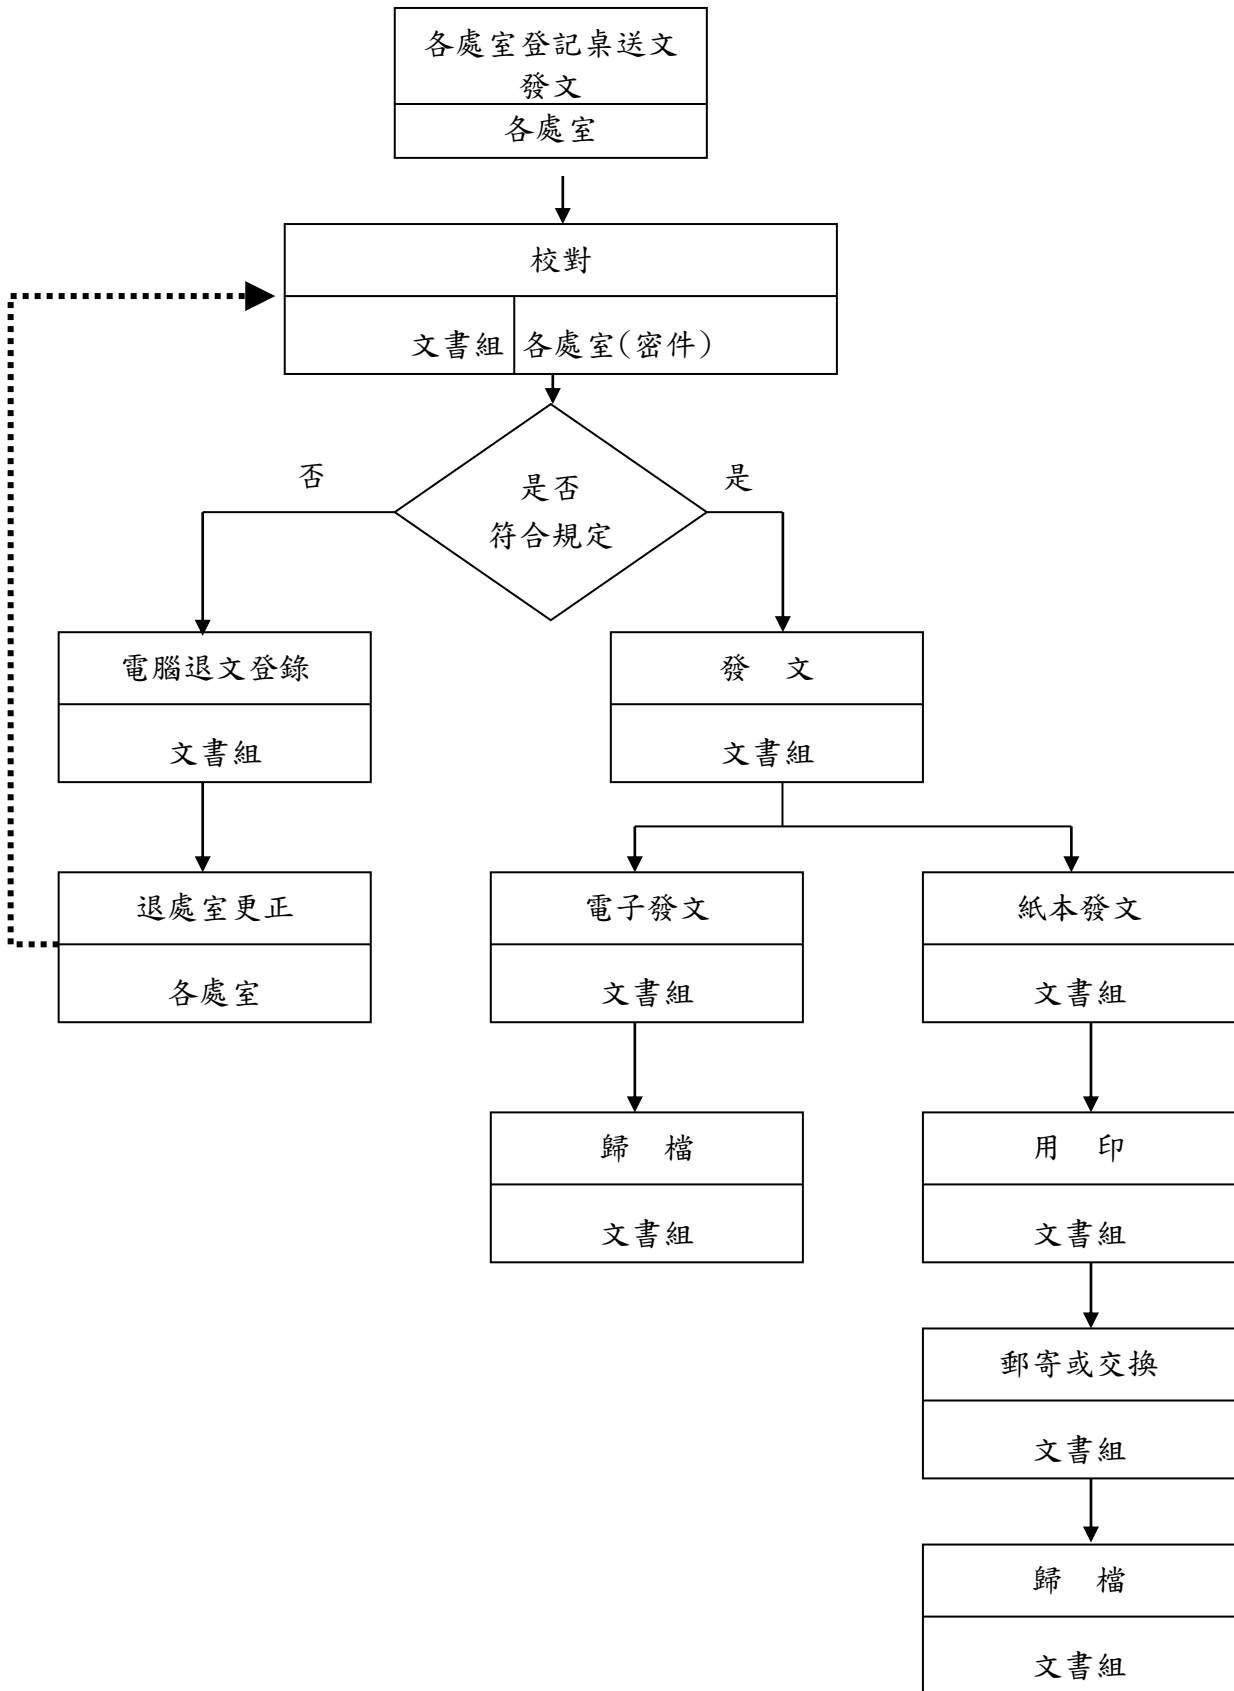 各處室登記桌送文
發文
各處室
校對
文書組
各處室(密件)
否
是
是否
符合規定
電腦退文登錄
文書組
發　文
文書組
退處室更正
各處室
電子發文
文書組
紙本發文
文書組
歸　檔
文書組
用　印
文書組
郵寄或交換
文書組
歸　檔
文書組